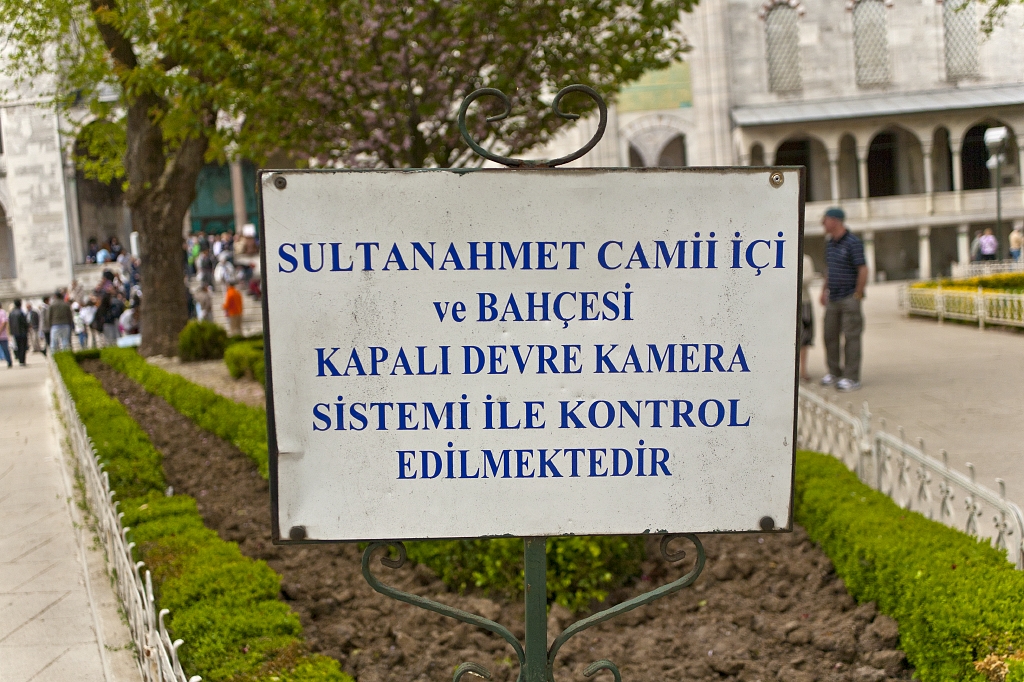 SULTANAHMET CAMİİ İÇİ
ve BAHÇESİ
KAPALI DEVRE KAMERA
SİSTEMİ İLE KONTROL
EDİLMEKTEDİR